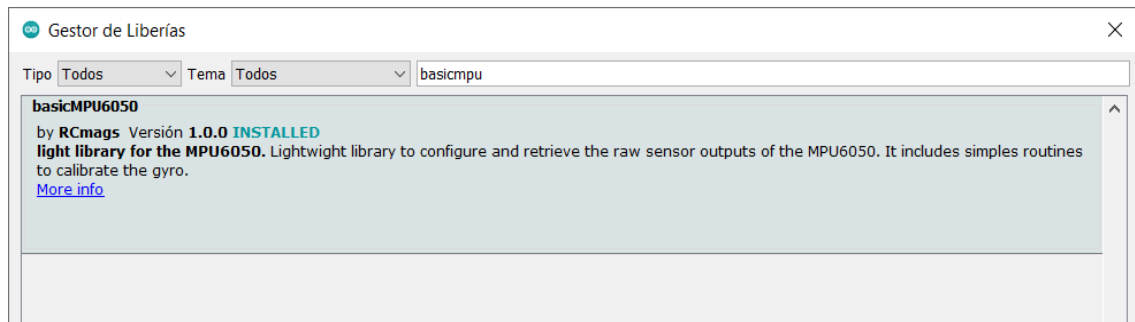 Gestor de Liberías
Tipo Todos Tema Todos basicmpu
basicMPU6050
by RCmags Versión 1.0.0 INSTALLED
light library for the MPU6050. Lightwight library to configure and retrieve the raw sensor outputs of the MPU6050. It includes simples routines
to calibrate the gyro.
More info